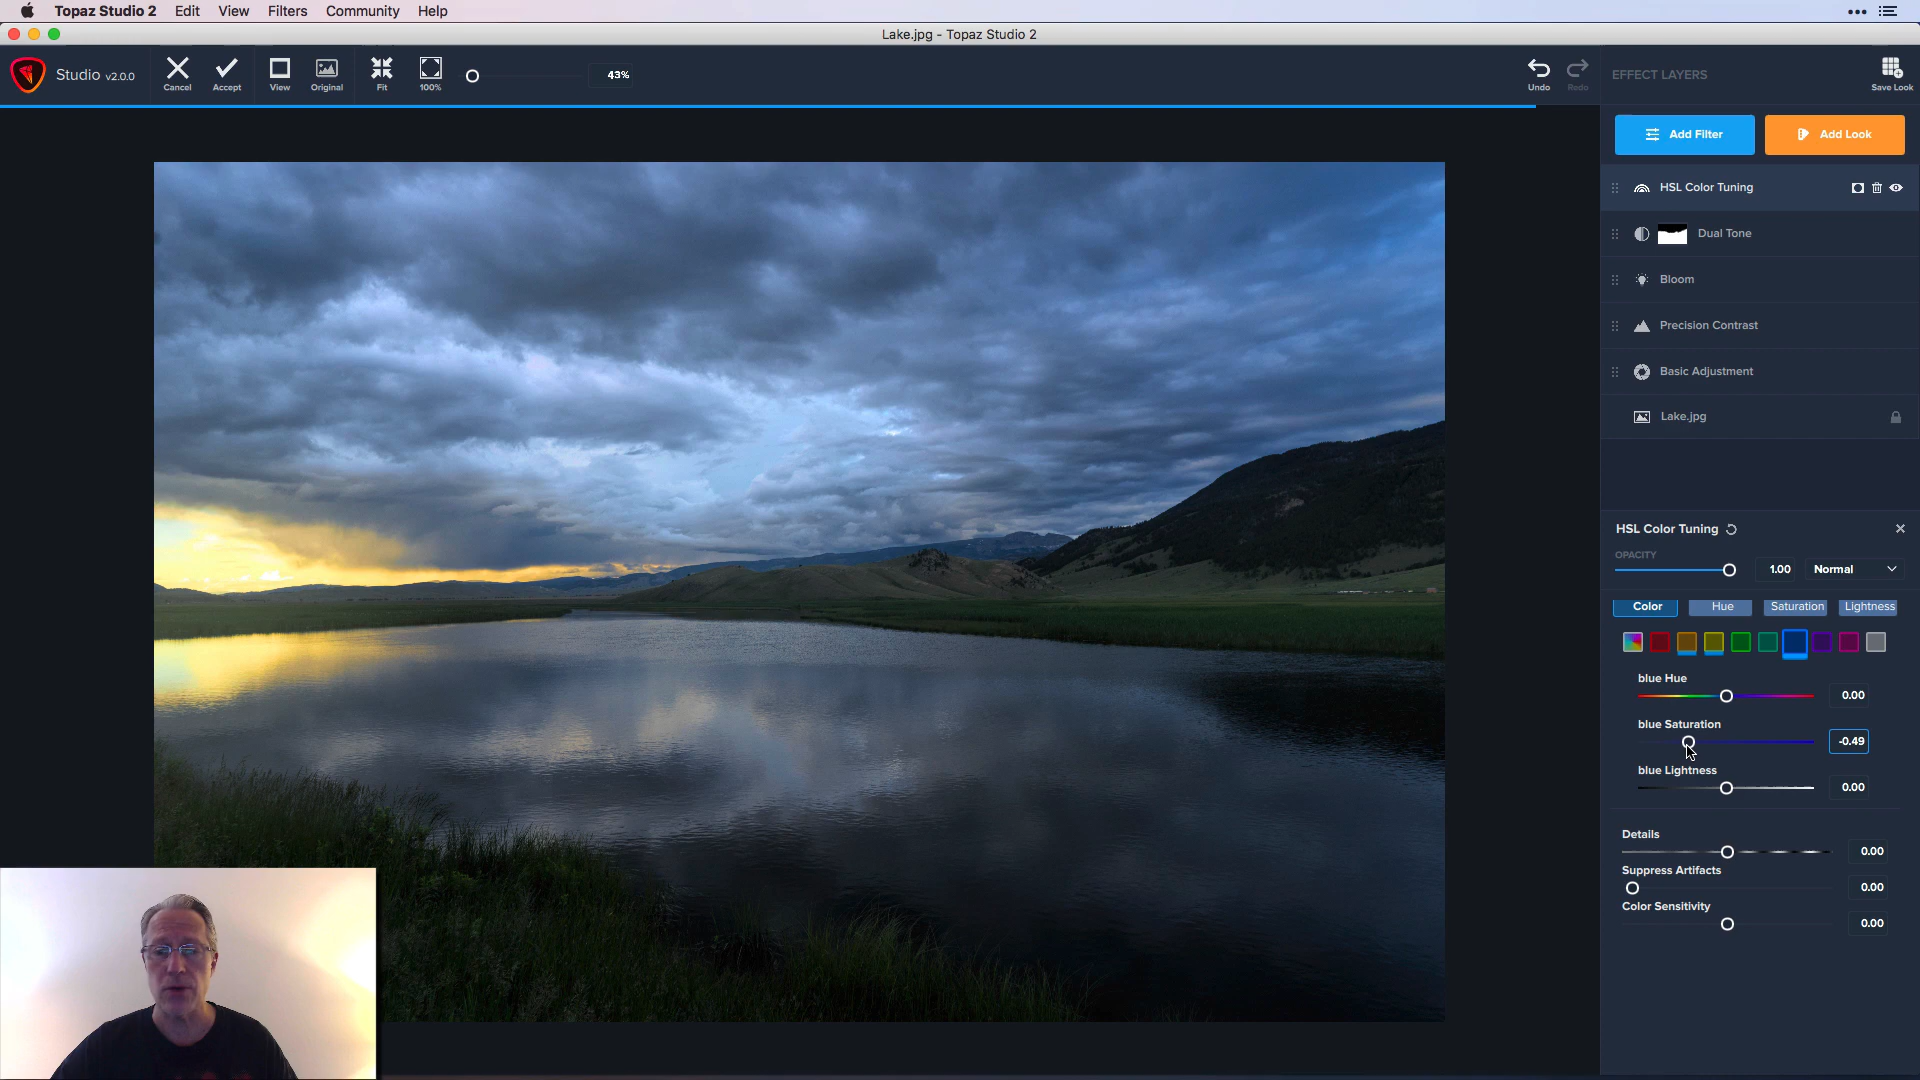 Topaz Studio 2 Edit View Filters Community Help
Lake.jpg - Topaz Studio 2
Studio v2.0.0
Cancel Accept View Original Fit 100% 43% Undo Redo
EFFECT LAYERS
Save Look
Add Filter Add Look
HSL Color Tuning
Dual Tone
Bloom
Precision Contrast
Basic Adjustment
Lake.jpg
HSL Color Tuning
OPACITY
1.00 Normal
Color Hue Saturation Lightness
blue Hue
0.00
blue Saturation
-0.49
blue Lightness
0.00
Details
0.00
Suppress Artifacts
0.00
Color Sensitivity
0.00